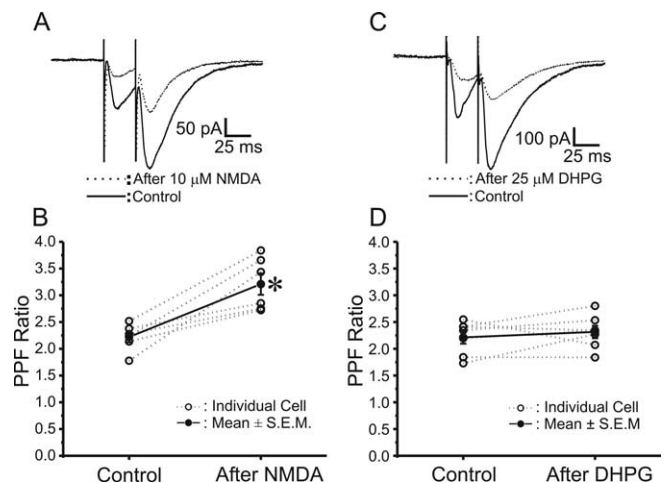 A
50 pA
25 ms
:After 10 μM NMDA
:Control
B
PPF Ratio
4.0
3.5
3.0
2.5
2.0
1.5
1.0
0.5
0.0
*
: Individual Cell
: Mean ± S.E.M.
Control
After NMDA
C
100 pA
25 ms
:After 25 μM DHPG
:Control
D
PPF Ratio
4.0
3.5
3.0
2.5
2.0
1.5
1.0
0.5
0.0
: Individual Cell
: Mean ± S.E.M
Control
After DHPG